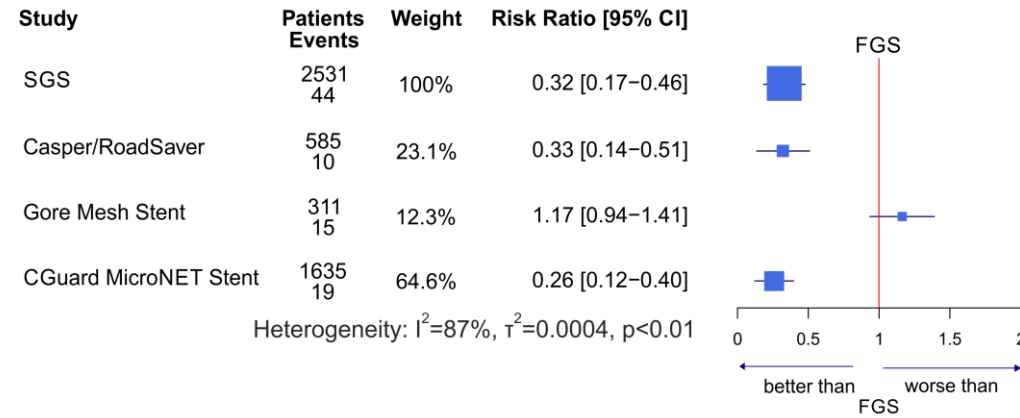 Study Patients Events Weight Risk Ratio [95% CI]
FGS
SGS 2531 44 100% 0.32 [0.17−0.46]
Casper/RoadSaver 585 10 23.1% 0.33 [0.14−0.51]
Gore Mesh Stent 311 15 12.3% 1.17 [0.94−1.41]
CGuard MicroNET Stent 1635 19 64.6% 0.26 [0.12−0.40]
Heterogeneity: I²=87%, τ²=0.0004, p<0.01
0 0.5 1 1.5 2
better than worse than
FGS